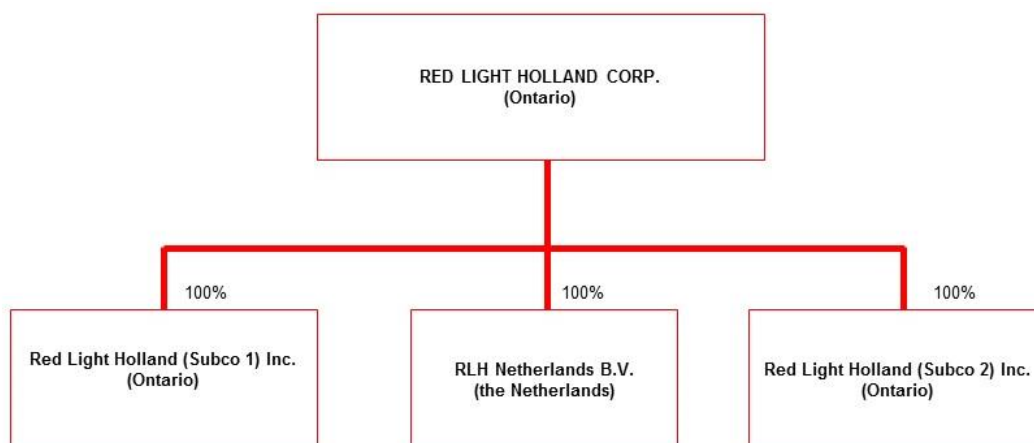 RED LIGHT HOLLAND CORP.
(Ontario)
100%
100%
100%
Red Light Holland (Subco 1) Inc.
(Ontario)
RLH Netherlands B.V.
(the Netherlands)
Red Light Holland (Subco 2) Inc.
(Ontario)